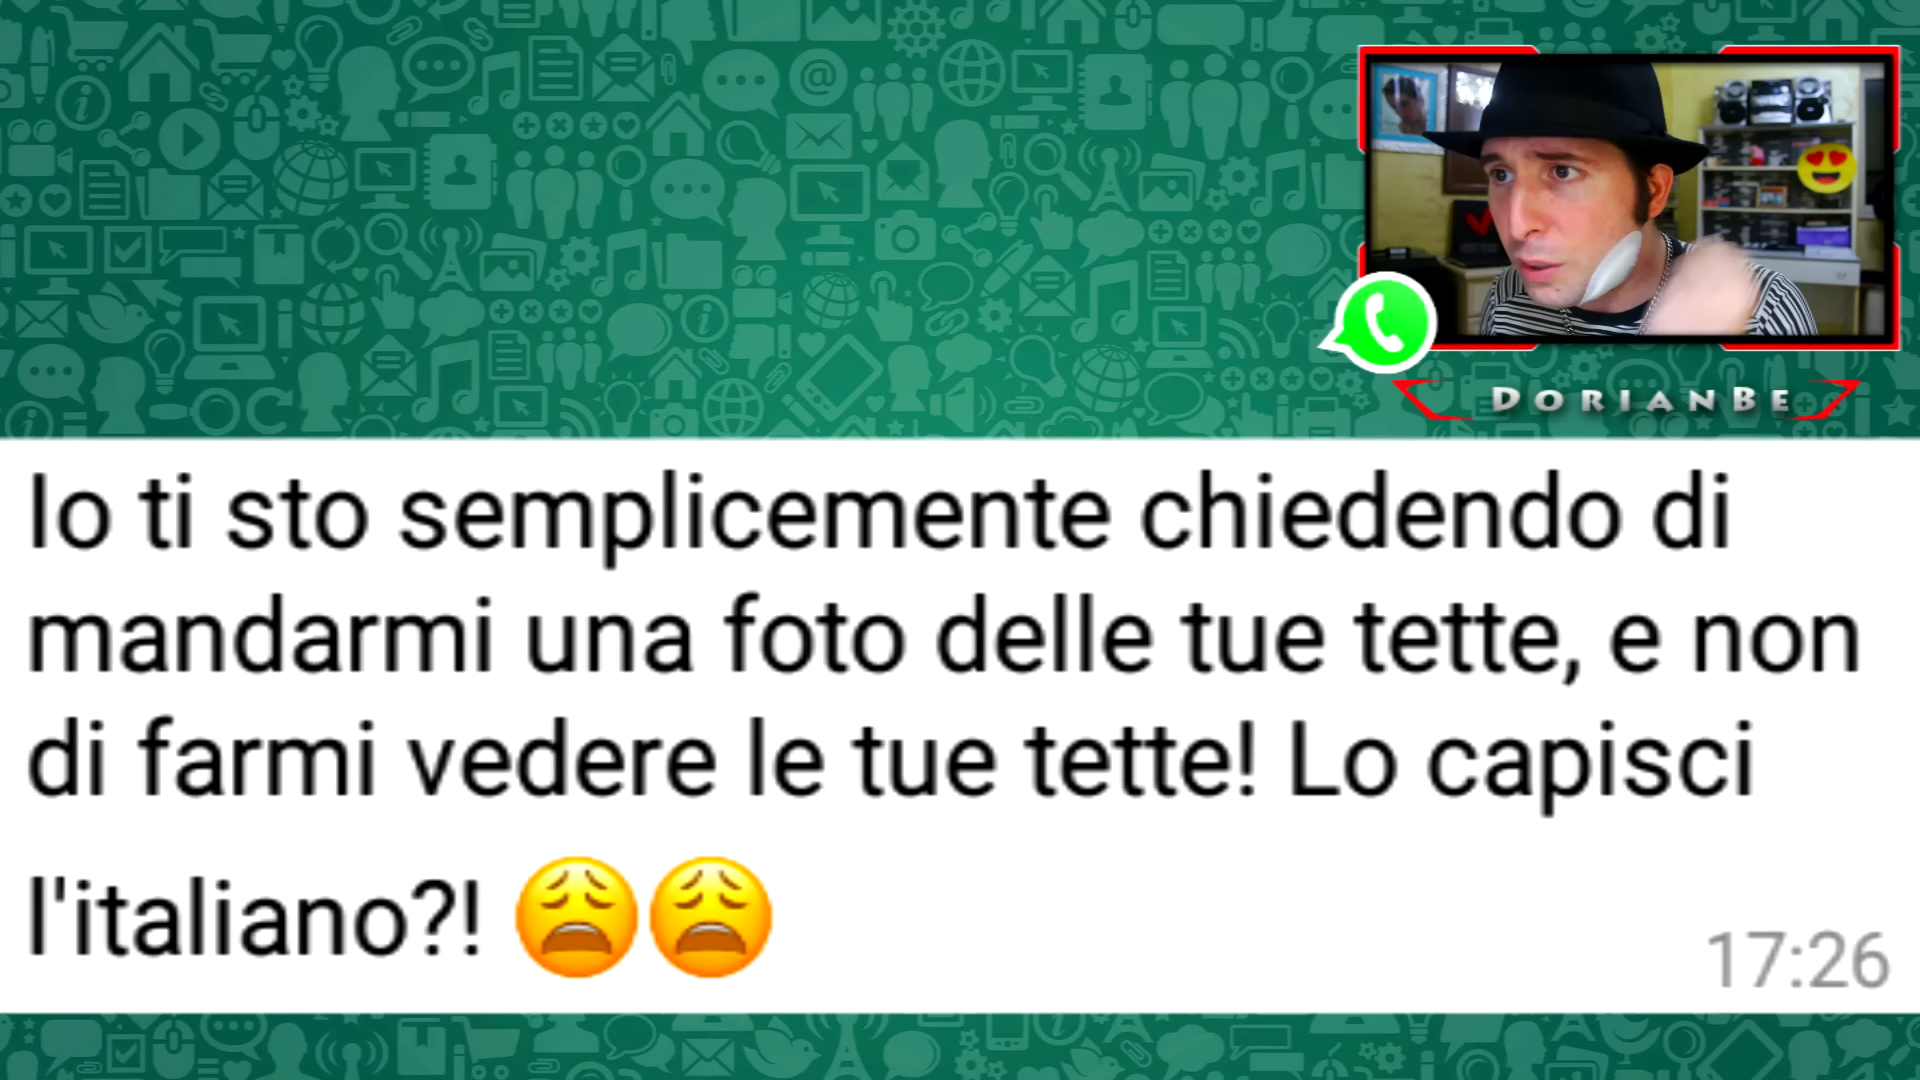 DorianBe
Io ti sto semplicemente chiedendo di
mandarmi una foto delle tue tette, e non
di farmi vedere le tue tette! Lo capisci
l'italiano?! 😩😩
17:26